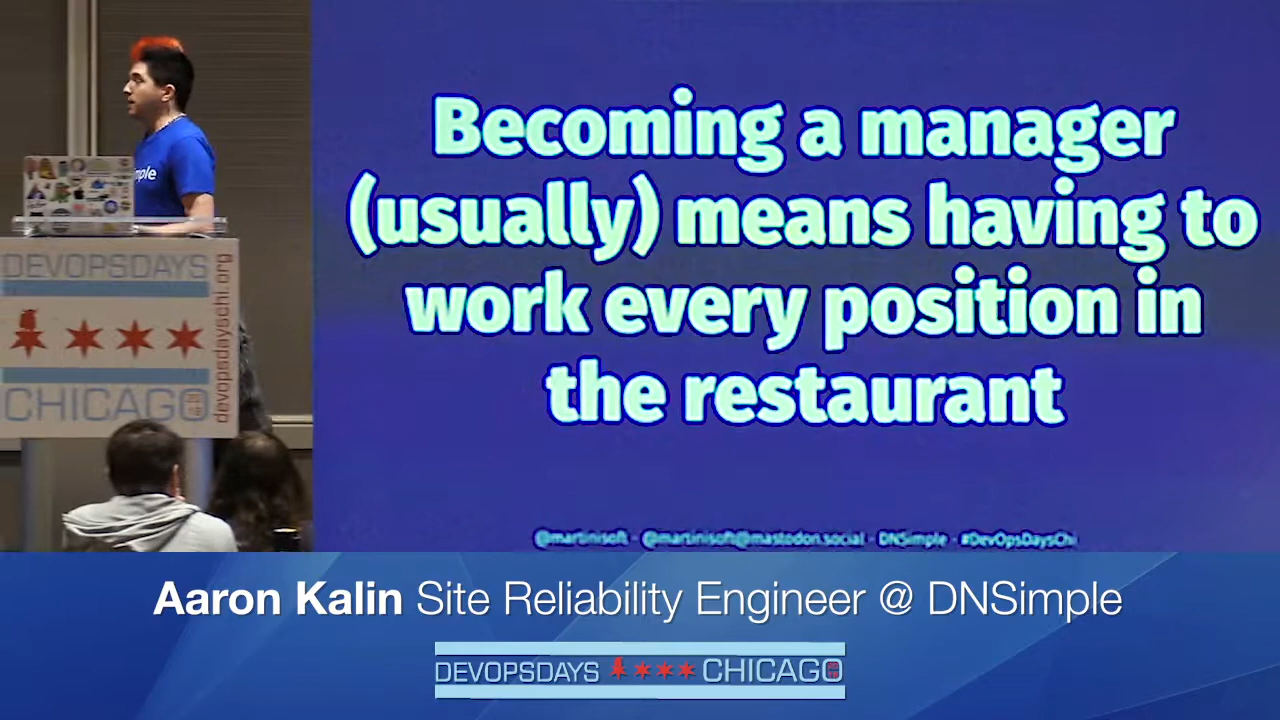 Becoming a manager
(usually) means having to
work every position in
the restaurant
@martinisoft - @martinisoft@mastodon.social - DNSimple - #DevOpsDaysChi
DEVOPSDAYS
CHICAGO
devopsdayschi.org
Aaron Kalin Site Reliability Engineer @ DNSimple
DEVOPSDAYS CHICAGO